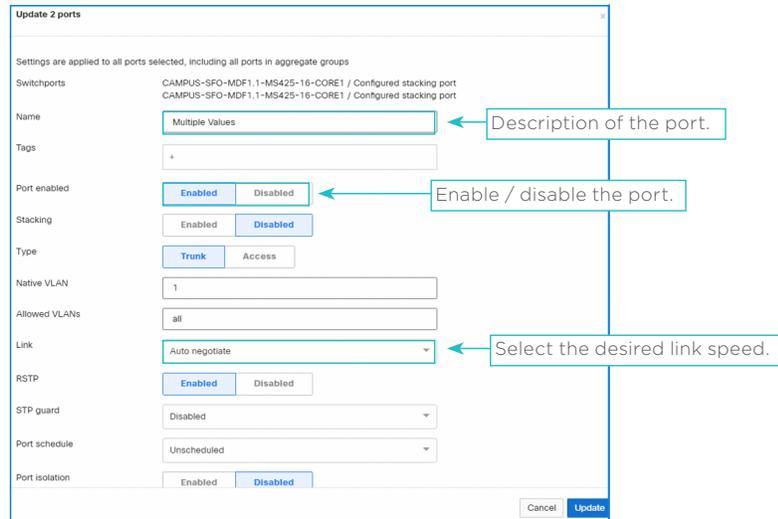 Update 2 ports
×
Settings are applied to all ports selected, including all ports in aggregate groups
Switchports
CAMPUS-SFO-MDF1.1-MS425-16-CORE1 / Configured stacking port
CAMPUS-SFO-MDF1.1-MS425-16-CORE1 / Configured stacking port
Name
Multiple Values
Description of the port.
Tags
+
Port enabled
Enabled Disabled
Enable / disable the port.
Stacking
Enabled Disabled
Type
Trunk Access
Native VLAN
1
Allowed VLANs
all
Link
Auto negotiate
Select the desired link speed.
RSTP
Enabled Disabled
STP guard
Disabled
Port schedule
Unscheduled
Port isolation
Enabled Disabled
Cancel Update